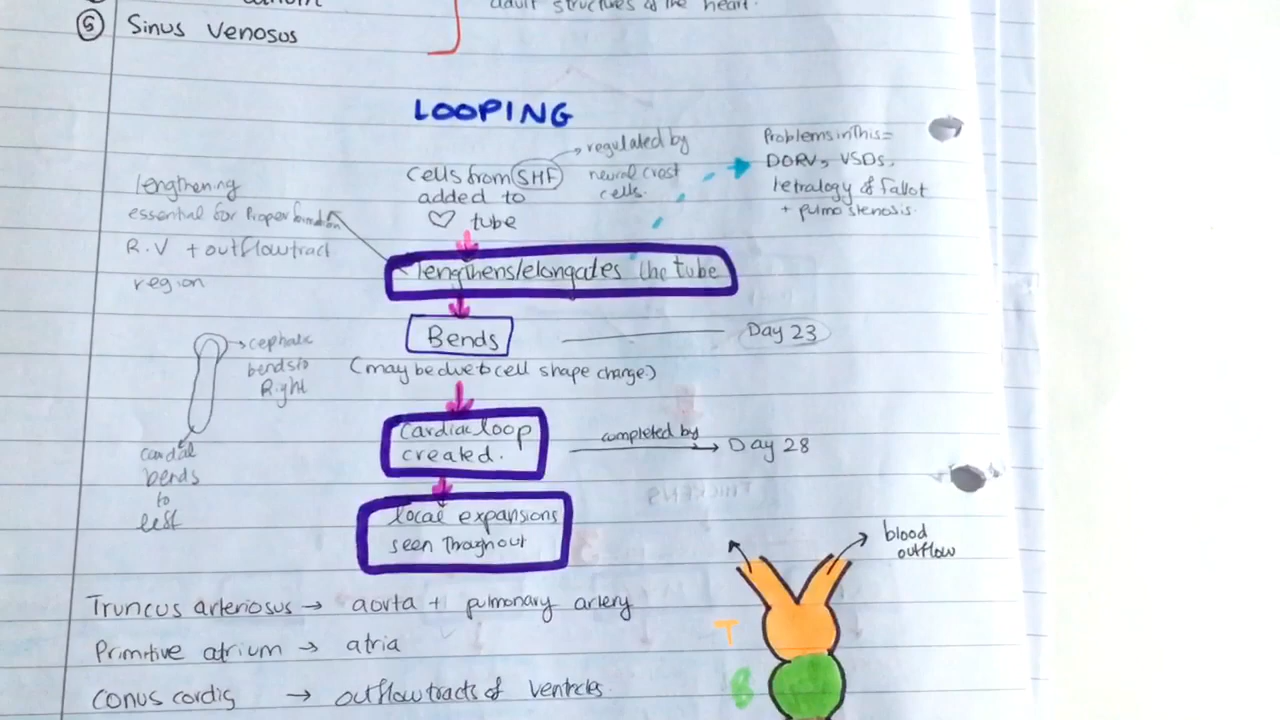 adult structures of the heart.
5 Sinus Venosus
LOOPING
cells from SHF
added to
♡ tube
regulated by
neural crest
cells.
Problems in this =
DORV, VSDs,
tetralogy of fallot
+ pulmo stenosis.
lengthening
essential for Proper
R.V + outflow tract
region
lengthens/elongates the tube
Bends
Day 23
(may be due to cell shape change)
cephalic
bends to
Right
caudal
bends
to
left
Cardiac loop
created.
completed by
Day 28
local expansions
seen throughout
THICKENS
blood
outflow
Truncus arteriosus → aorta + pulmonary artery
Primitive atrium → atria
Conus cordis → outflow tracts of ventricles
T
B